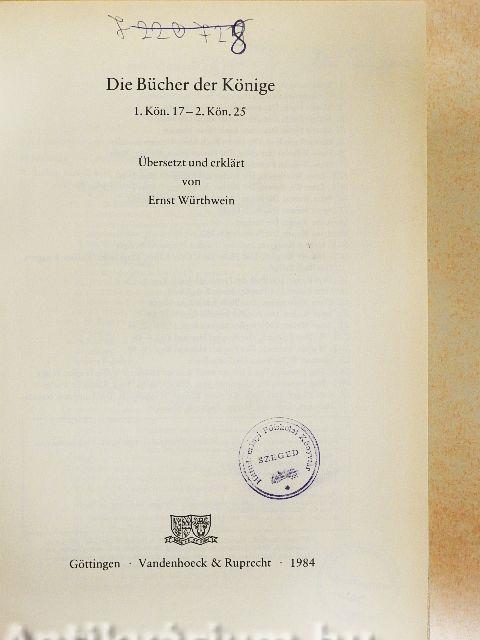 Die Bücher der Könige
1. Kön. 17–2. Kön. 25
Übersetzt und erklärt
von
Ernst Würthwein
SZEGED
Göttingen · Vandenhoeck & Ruprecht · 1984